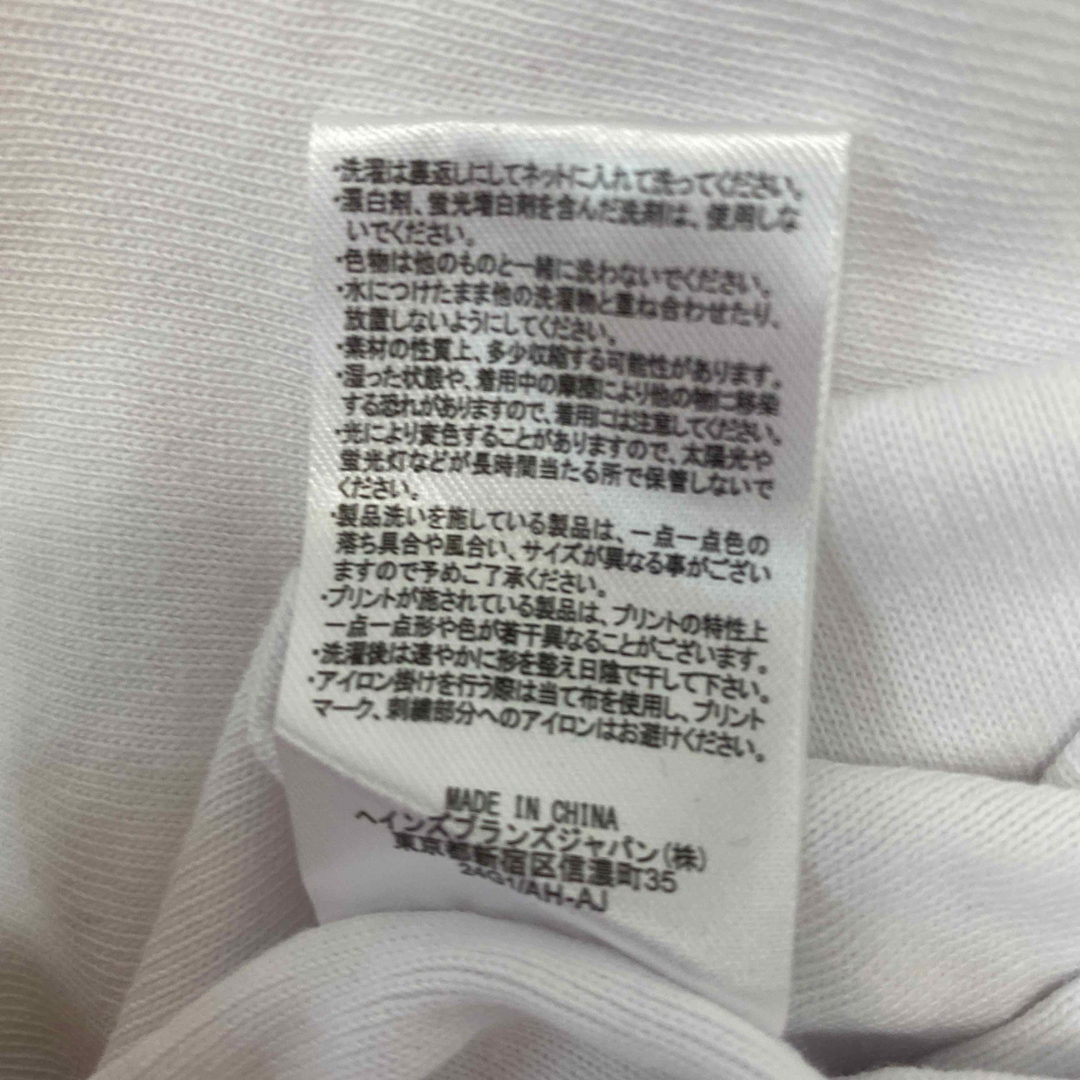 ・洗濯は裏返しにしてネットに入れて洗ってください。
・漂白剤、蛍光増白剤を含んだ洗剤は、使用しな
いでください。
・色物は他のものと一緒に洗わないでください。
・水につけたまま他の洗濯物と重ね合わせたり、
放置しないようにしてください。
・素材の性質上、多少収縮する可能性があります。
・湿った状態や、着用中の摩擦により他の物に移染
する恐れがありますので、着用には注意してください。
・光により変色することがありますので、太陽光や
蛍光灯などが長時間当たる所で保管しないで
ください。
・製品洗いを施している製品は、一点一点色の
落ち具合や風合い、サイズが異なる事がござい
ますので予めご了承ください。
・プリントが施されている製品は、プリントの特性上
一点一点形や色が若干異なることがございます。
・洗濯後は速やかに形を整え日陰で干して下さい。
・アイロン掛けを行う際は当て布を使用し、プリント
マーク、刺繍部分へのアイロンはお避けください。
MADE IN CHINA
ヘインズブランズジャパン(株)
東京都新宿区信濃町35
24Q1/AH-AJ